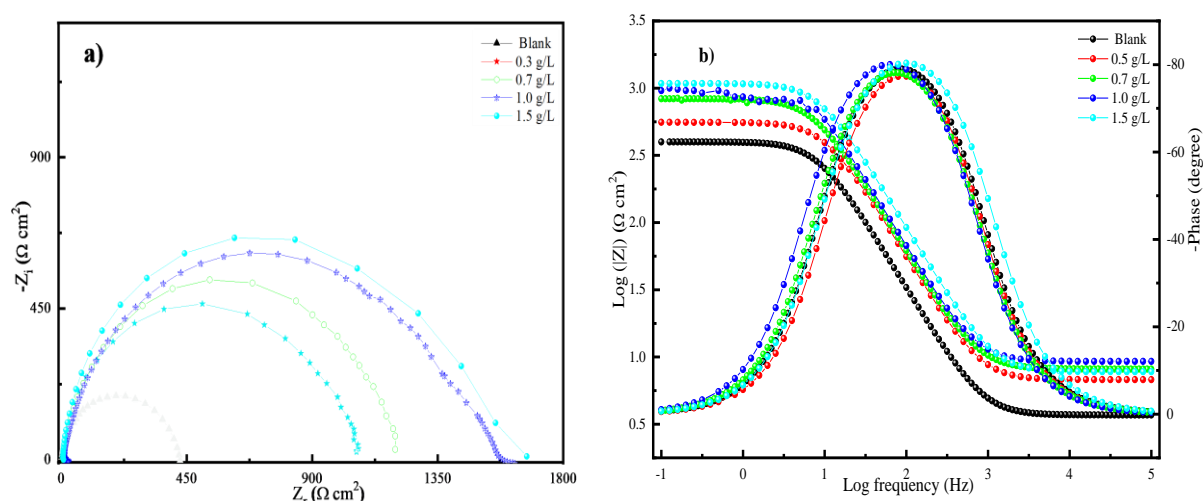 a)
Blank
0.3 g/L
0.7 g/L
1.0 g/L
1.5 g/L
-Zi (Ω cm2)
900
450
0
0
450
900
1350
1800
Zr (Ω cm2)
b)
Blank
0.5 g/L
0.7 g/L
1.0 g/L
1.5 g/L
Log (|Z|) (Ω cm2)
3.5
3.0
2.5
2.0
1.5
1.0
0.5
-80
-60
-40
-20
0
-Phase (degree)
-1
0
1
2
3
4
5
Log frequency (Hz)